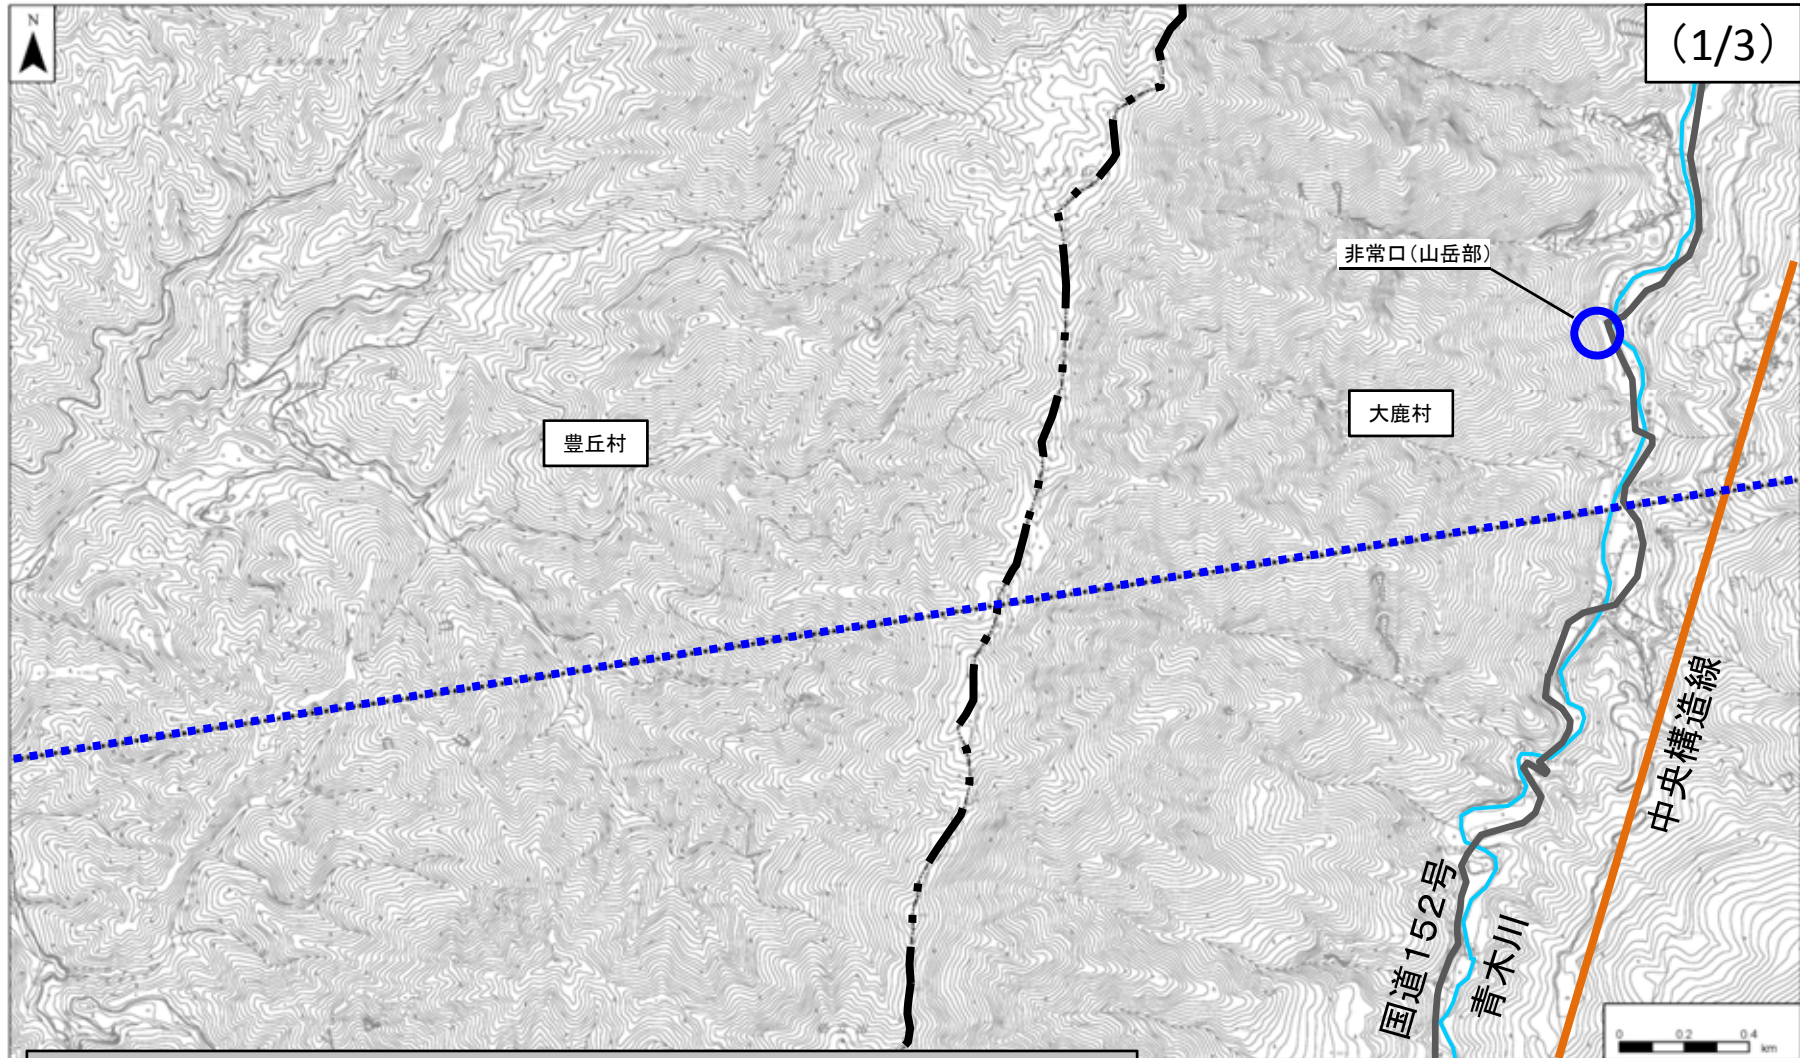 N
（1/3）
非常口（山岳部）
大鹿村
豊丘村
中央構造線
国道１５２号
青木川
0 0.2 0.4
km